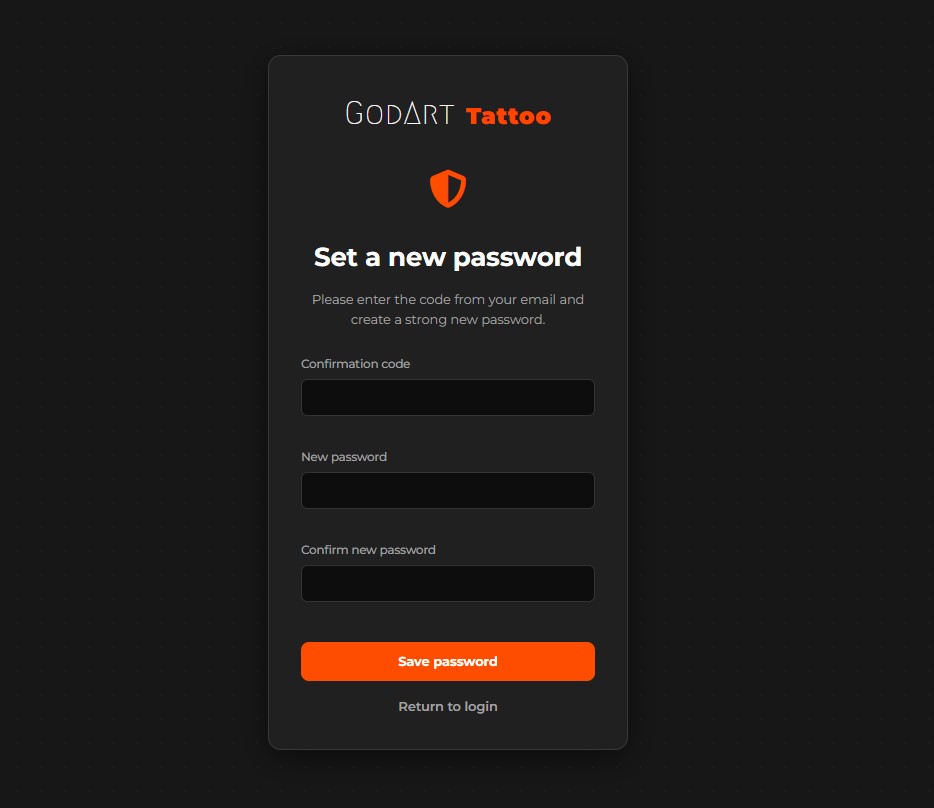 GODART Tattoo
Set a new password
Please enter the code from your email and
create a strong new password.
Confirmation code
New password
Confirm new password
Save password
Return to login